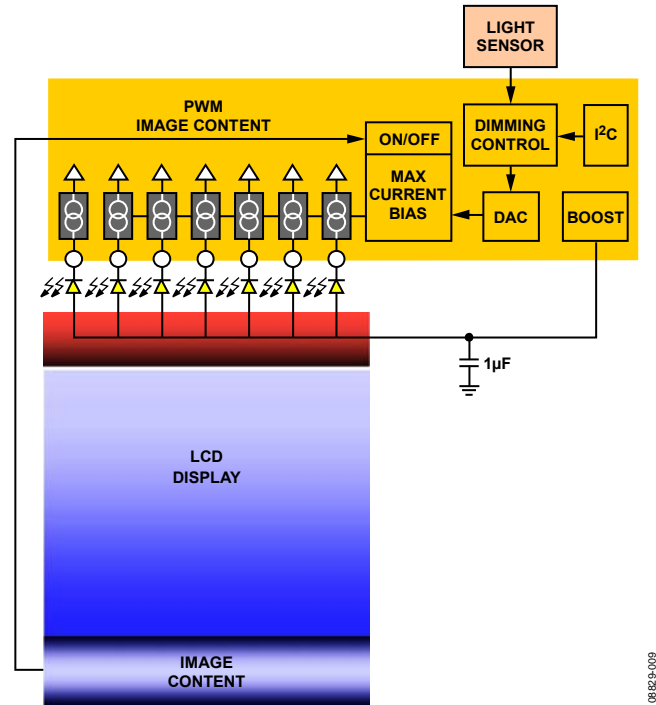 LIGHT
SENSOR
PWM
IMAGE CONTENT
ON/OFF
DIMMING
CONTROL
I²C
MAX
CURRENT
BIAS
DAC
BOOST
1µF
LCD
DISPLAY
IMAGE
CONTENT
08829-009